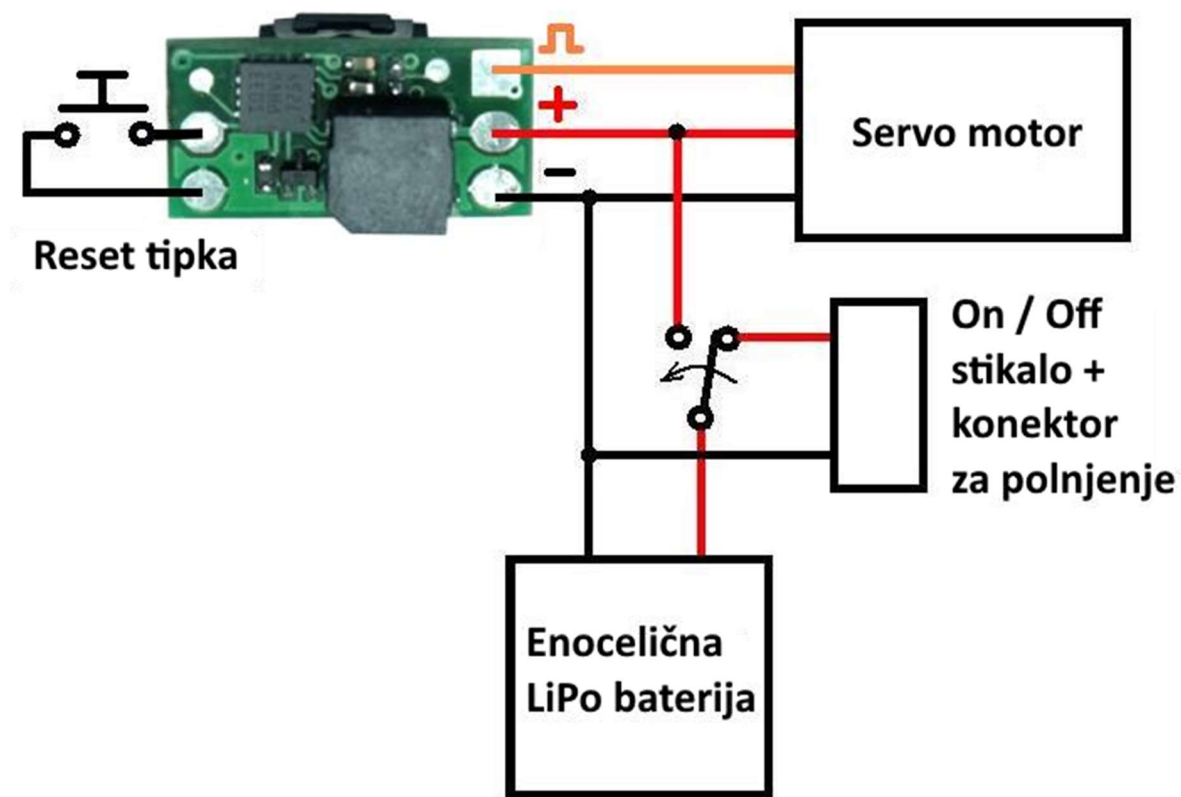 +
Servo motor
-
Reset tipka
On / Off
stikalo +
konektor
za polnjenje
Enocelična
LiPo baterija